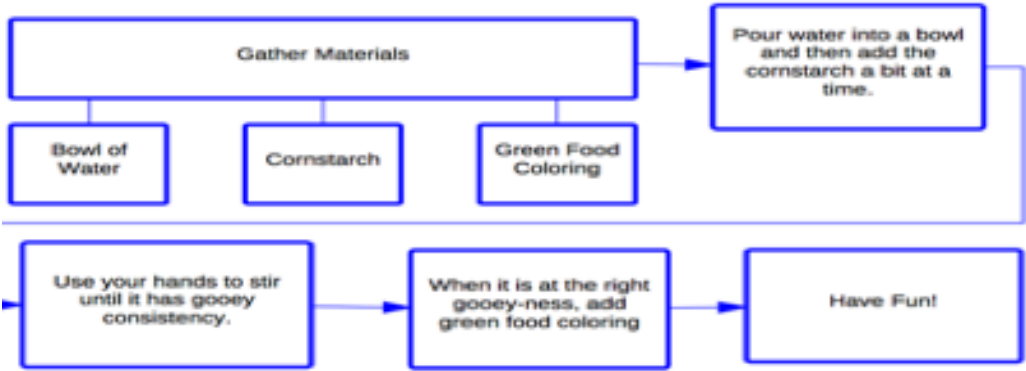 Gather Materials
Pour water into a bowl
and then add the
cornstarch a bit at a
time.
Bowl of
Water
Cornstarch
Green Food
Coloring
Use your hands to stir
until it has gooey
consistency.
When it is at the right
gooey-ness, add
green food coloring
Have Fun!